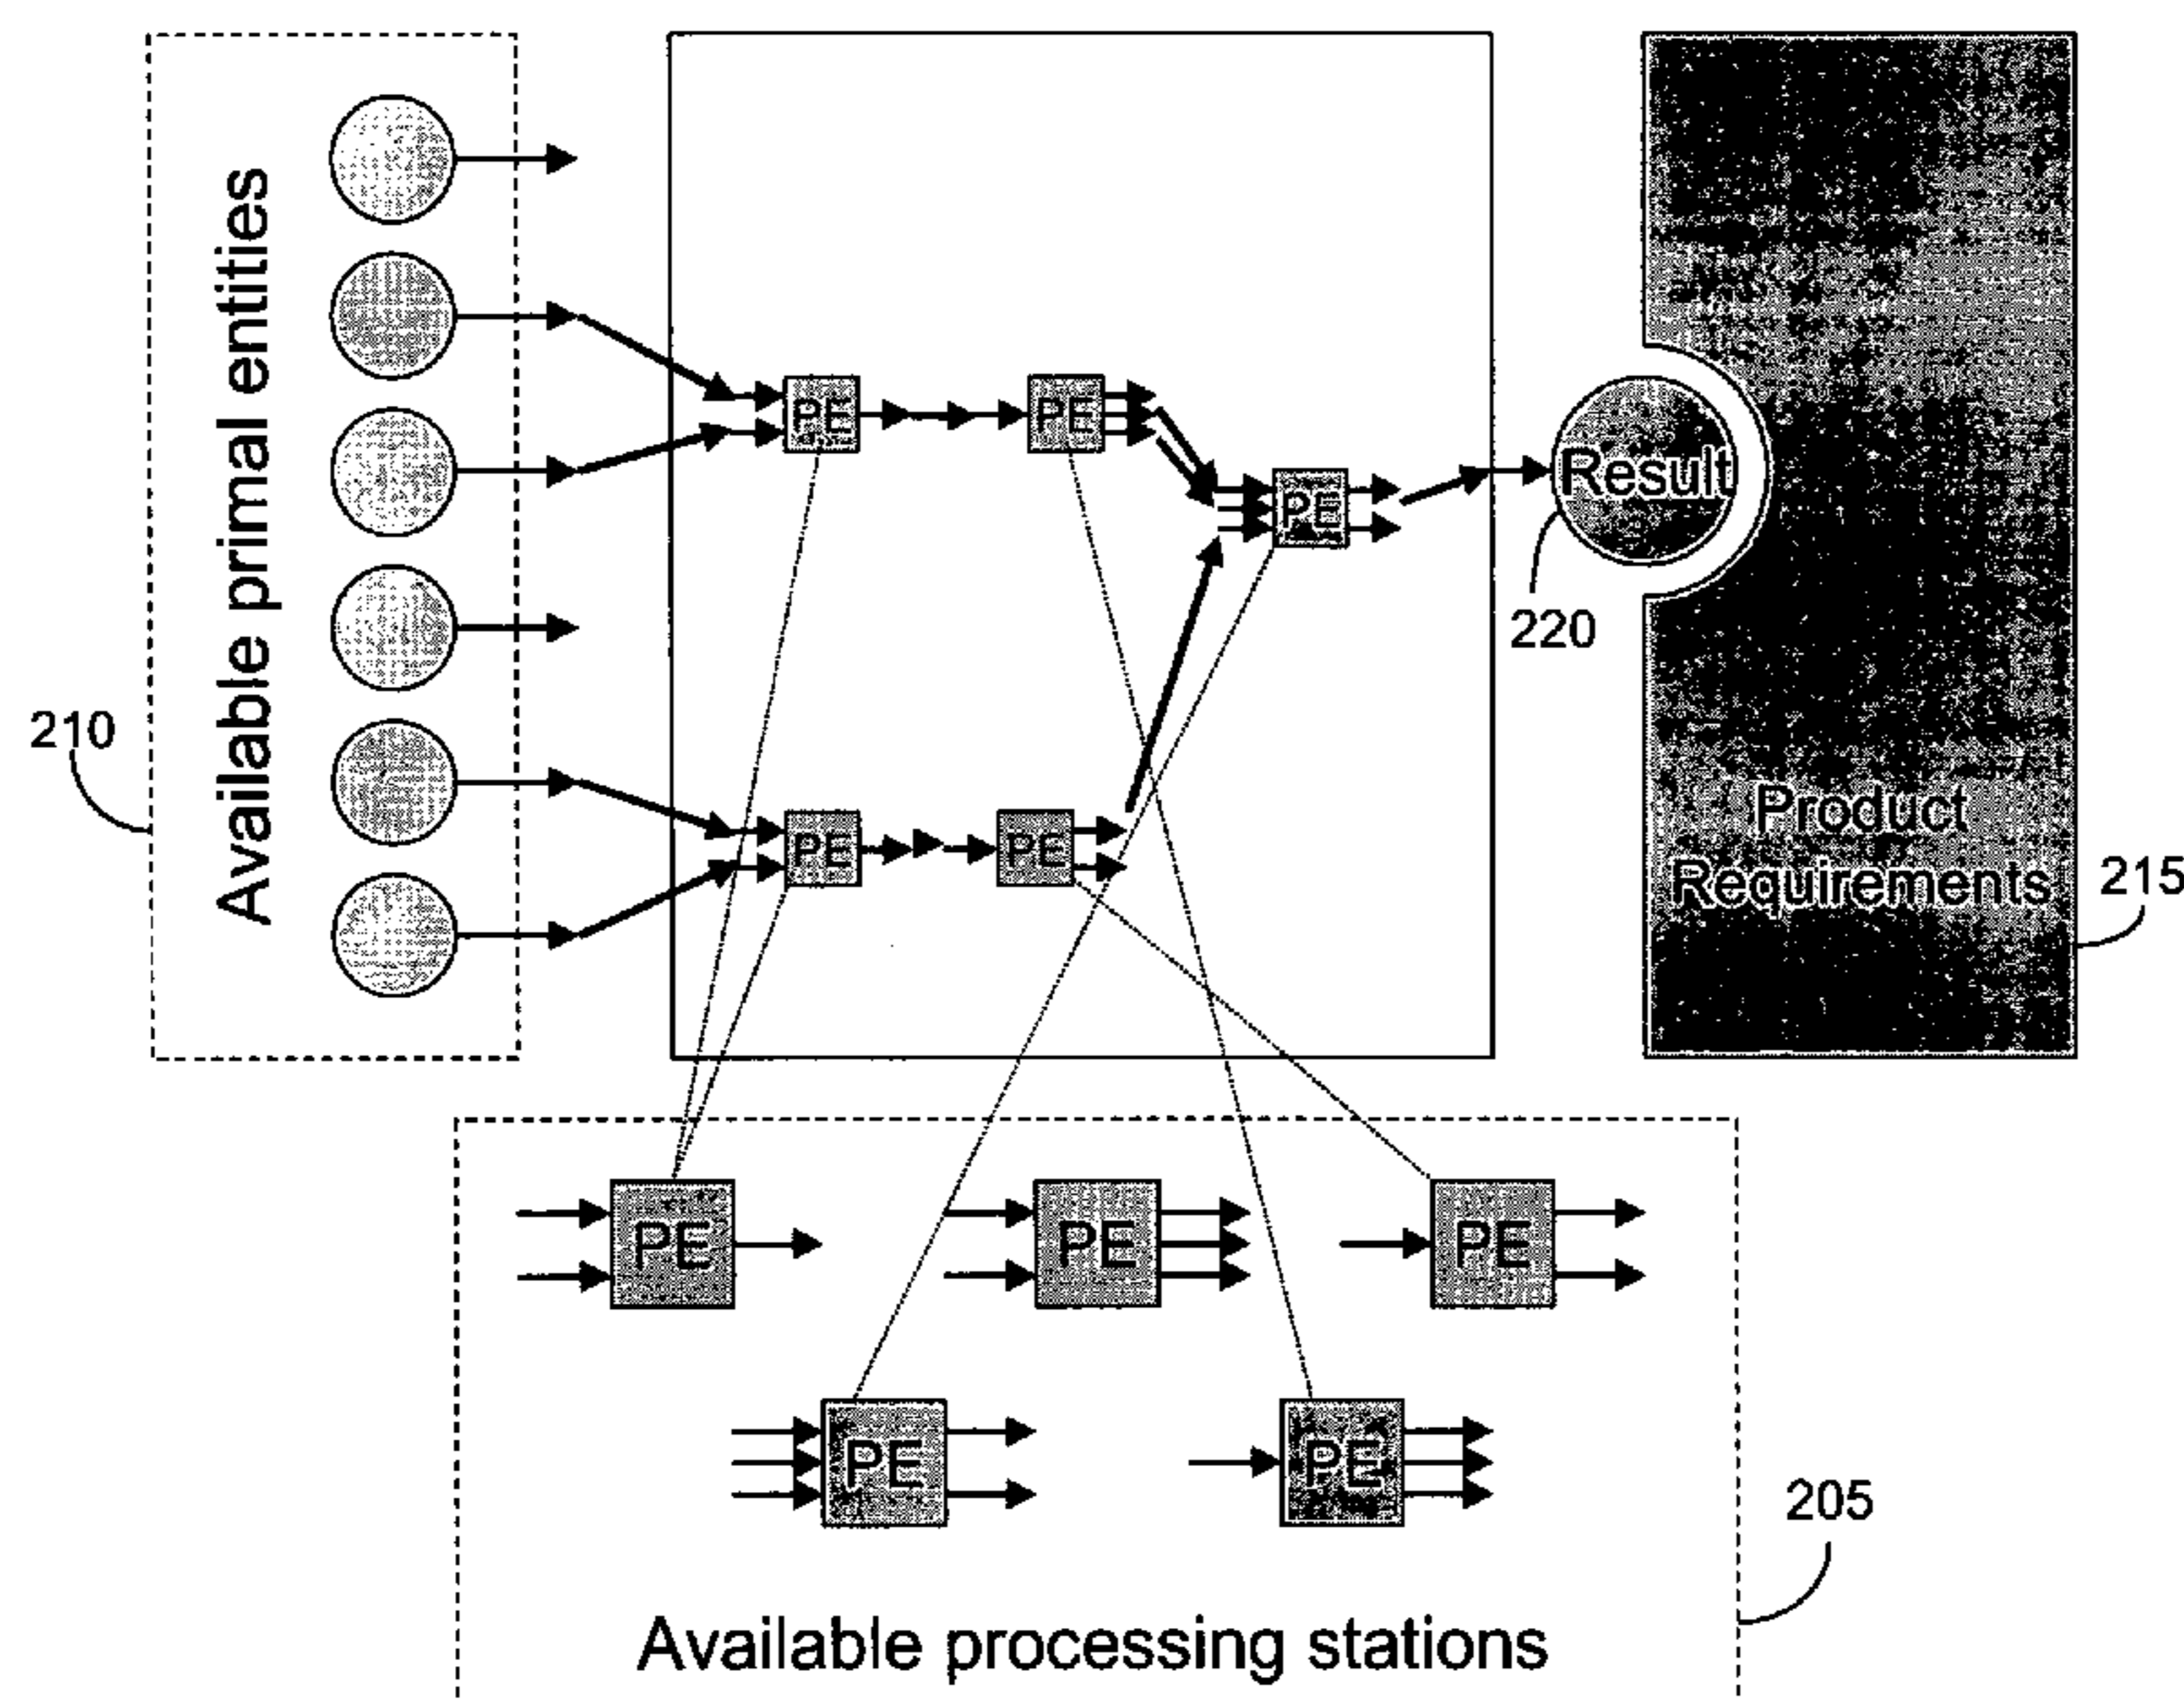 Available primal entities
210
PE
PE
PE
Result
220
PE
PE
Product
Requirements
215
PE
PE
PE
PE
PE
205
Available processing stations